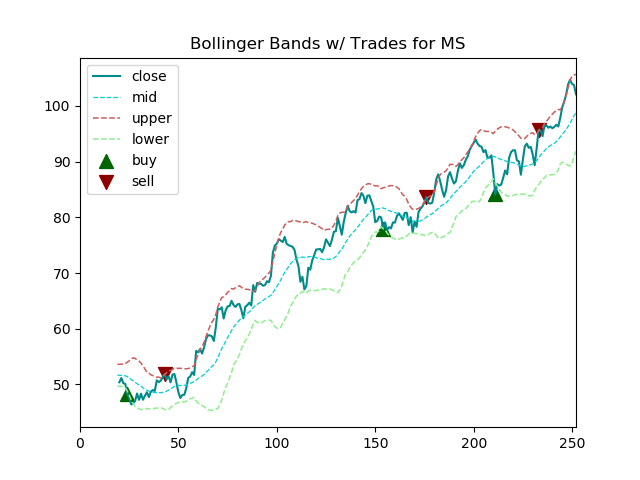 Bollinger Bands w/ Trades for MS
close
mid
upper
lower
buy
sell
100
90
80
70
60
50
0 50 100 150 200 250